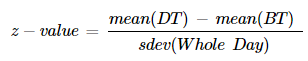 z − value = mean(DT) − mean(BT) / sdev(Whole Day)